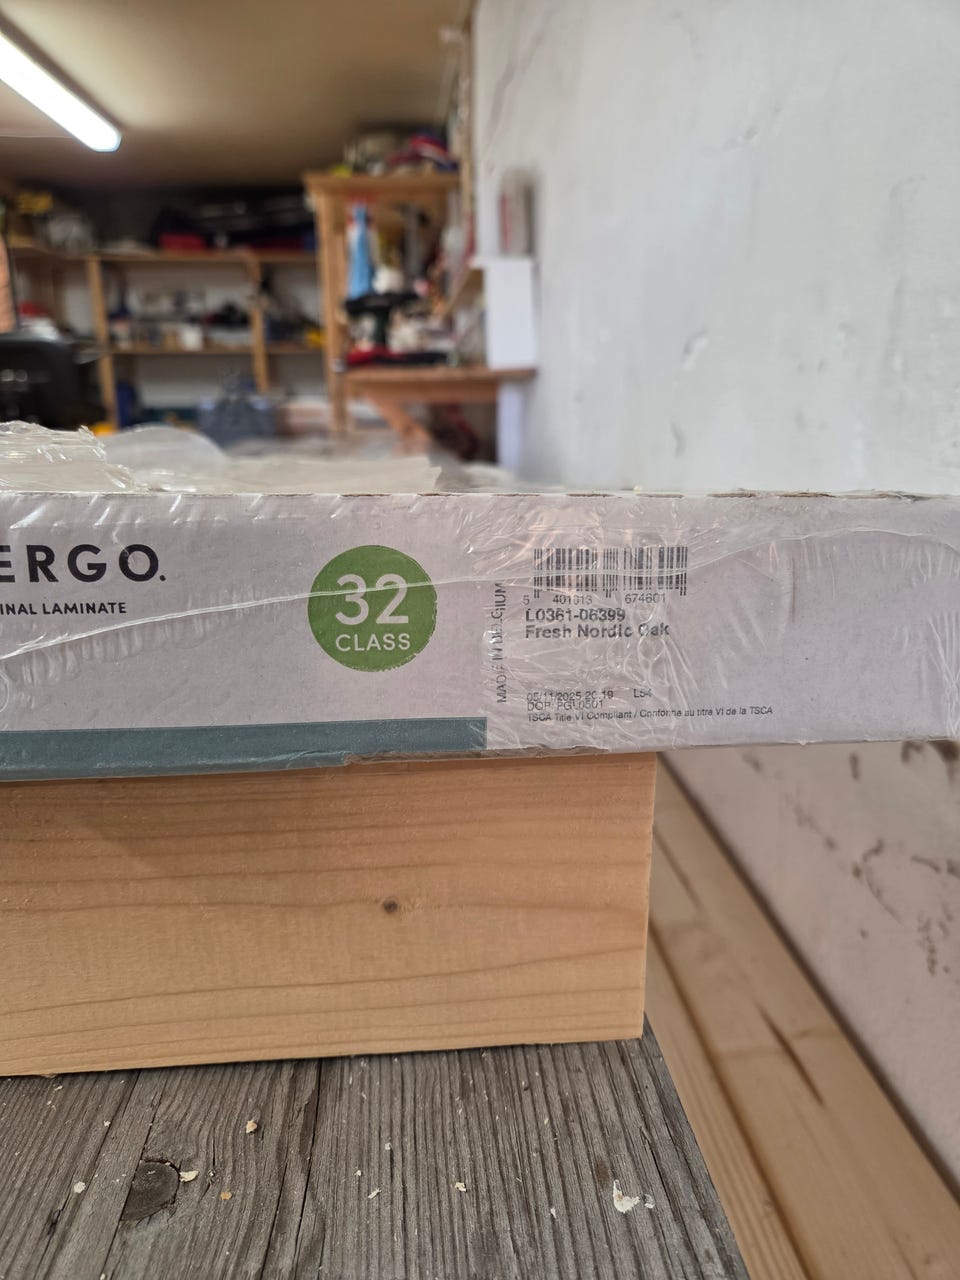 ERGO.
INAL LAMINATE
32
CLASS
MADE IN BELGIUM
5 401013 674601
L0361-06399
Fresh Nordic Oak
05/11/2025 20:19 L54
DOP: PGL0501
TSCA Title VI Compliant / Conforme au titre VI de la TSCA